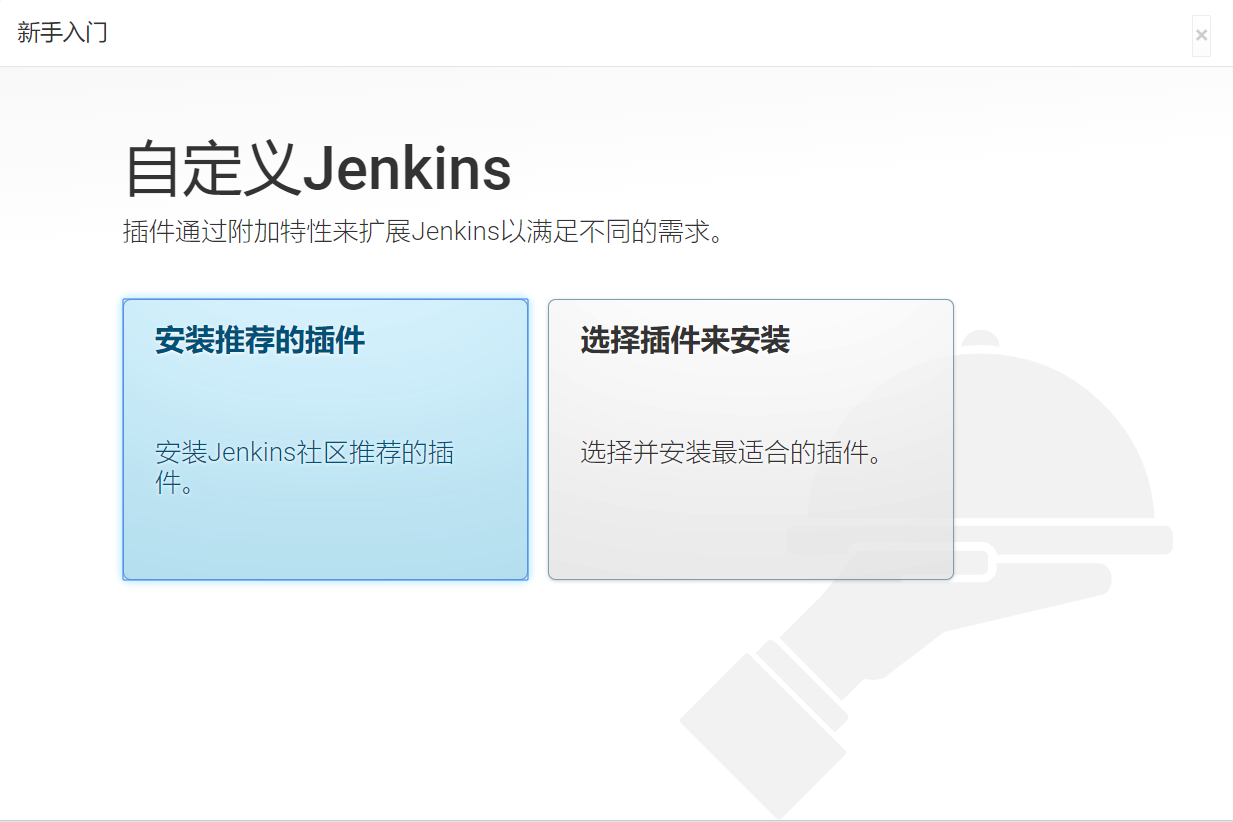 新手入门
×
自定义Jenkins
插件通过附加特性来扩展Jenkins以满足不同的需求。
安装推荐的插件
安装Jenkins社区推荐的插
件。
选择插件来安装
选择并安装最适合的插件。